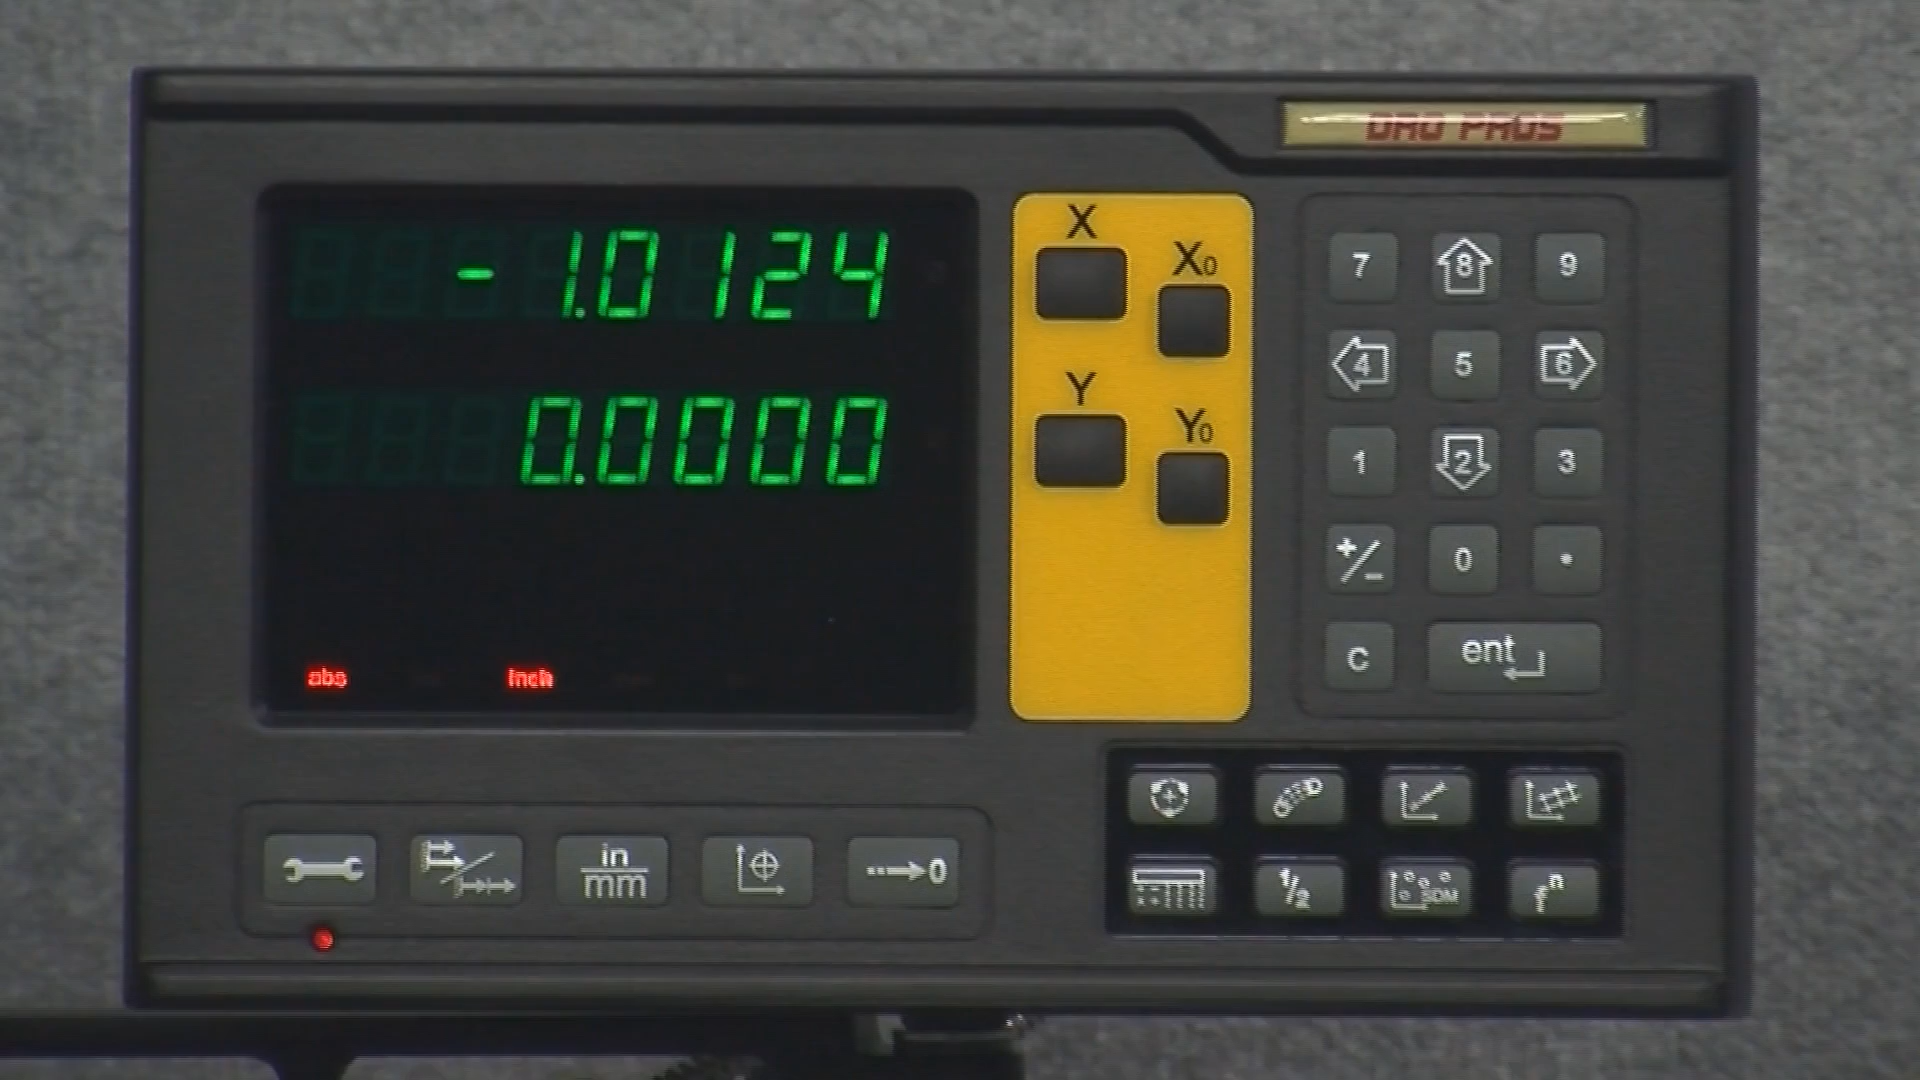 DRO PROS
-1.0124
0.0000
abs inch
X
X0
Y
Y0
7 8 9
4 5 6
1 2 3
+/- 0 .
c ent
in
mm
0
1/2
SDM
fn